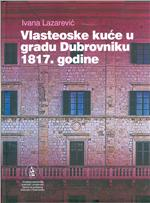 Ivana Lazarević
Vlasteoske kuće u
gradu Dubrovniku
1817. godine